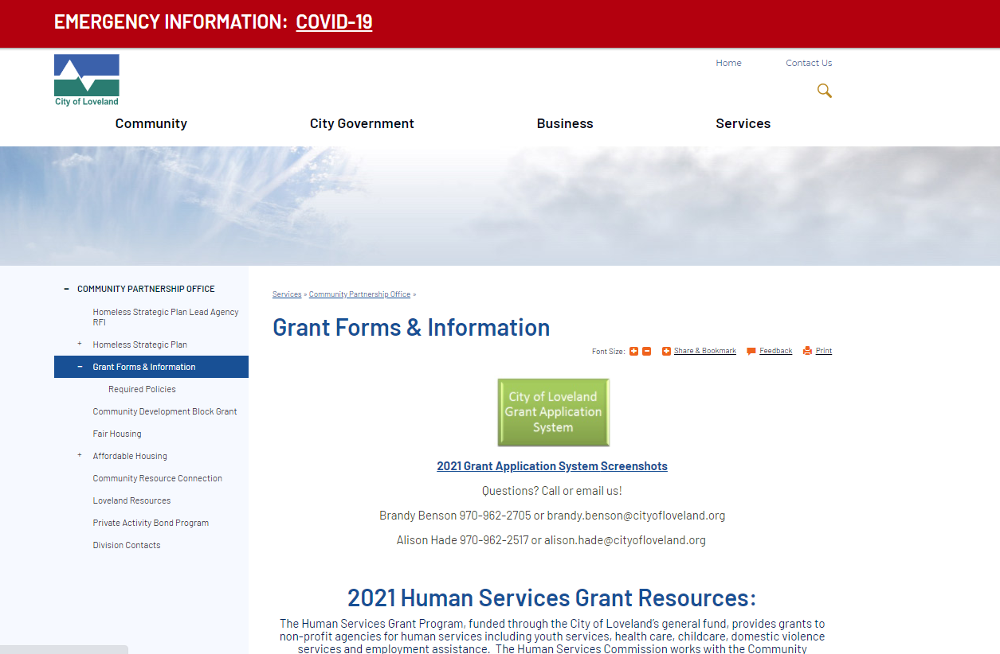 EMERGENCY INFORMATION: COVID-19
City of Loveland
Home
Contact Us
Community
City Government
Business
Services
– COMMUNITY PARTNERSHIP OFFICE
Homeless Strategic Plan Lead Agency
RFI
+ Homeless Strategic Plan
– Grant Forms & Information
Required Policies
Community Development Block Grant
Fair Housing
+ Affordable Housing
Community Resource Connection
Loveland Resources
Private Activity Bond Program
Division Contacts
Services » Community Partnership Office »
Grant Forms & Information
Font Size: + – + Share & Bookmark Feedback Print
City of Loveland
Grant Application
System
2021 Grant Application System Screenshots
Questions? Call or email us!
Brandy Benson 970-962-2705 or brandy.benson@cityofloveland.org
Alison Hade 970-962-2517 or alison.hade@cityofloveland.org
2021 Human Services Grant Resources:
The Human Services Grant Program, funded through the City of Loveland’s general fund, provides grants to
non-profit agencies for human services including youth services, health care, childcare, domestic violence
services and employment assistance. The Human Services Commission works with the Community